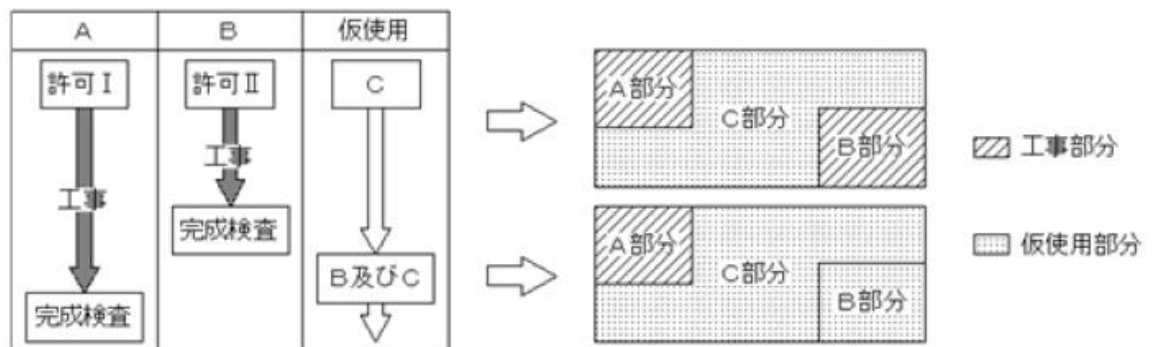 A B 仮使用
許可Ⅰ 許可Ⅱ C
工事 工事
完成検査
B及びC
完成検査
A部分
C部分
B部分
工事部分
A部分
C部分
B部分
仮使用部分